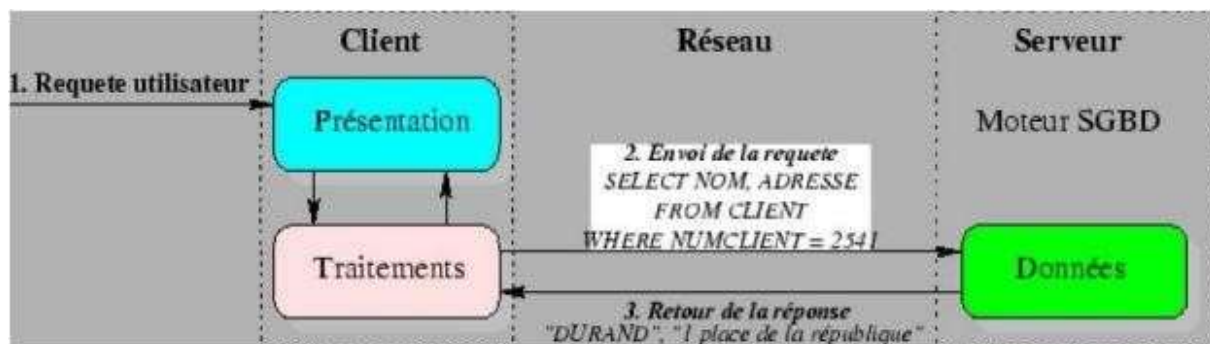 Client
Réseau
Serveur
1. Requete utilisateur
Présentation
Moteur SGBD
2. Envoi de la requete
SELECT NOM, ADRESSE
FROM CLIENT
WHERE NUMCLIENT = 2541
Traitements
Données
3. Retour de la réponse
"DURAND", "1 place de la république"